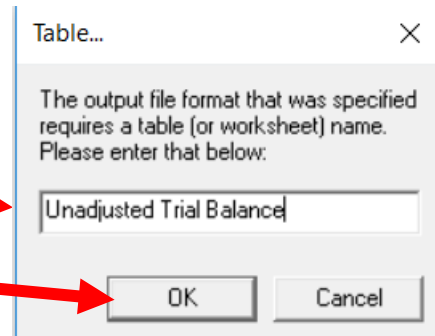 Table...
The output file format that was specified
requires a table (or worksheet) name.
Please enter that below:
Unadjusted Trial Balance
OK Cancel